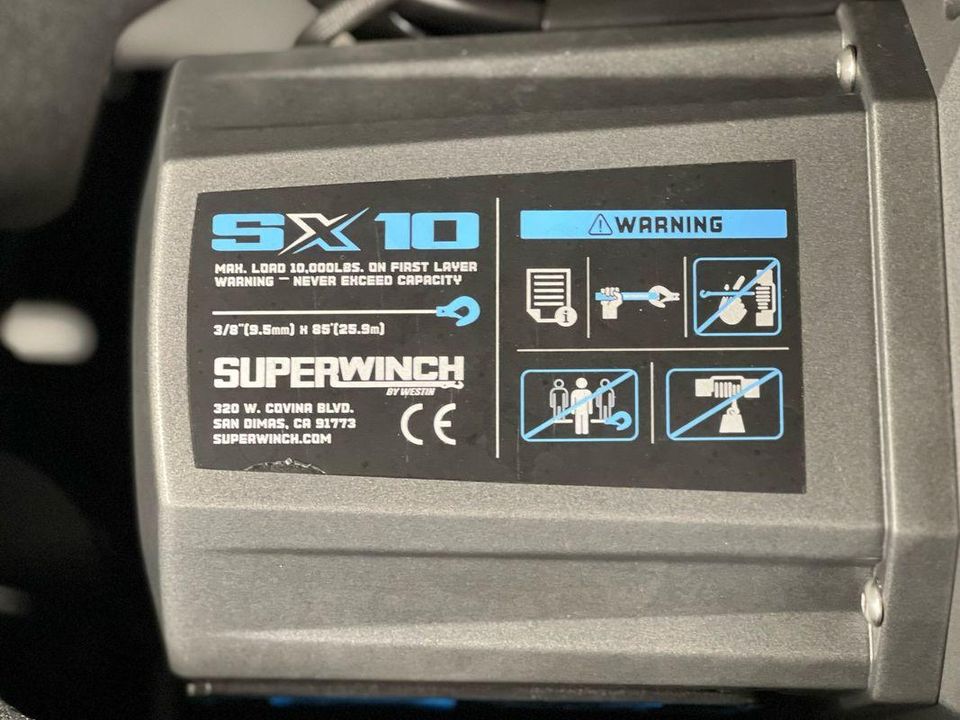 SX10
MAX. LOAD 10,000LBS. ON FIRST LAYER
WARNING – NEVER EXCEED CAPACITY
3/8"(9.5mm) X 85'(25.9m)
SUPERWINCH
BY WESTIN
320 W. COVINA BLVD.
SAN DIMAS, CA 91773
SUPERWINCH.COM
CE
WARNING
i